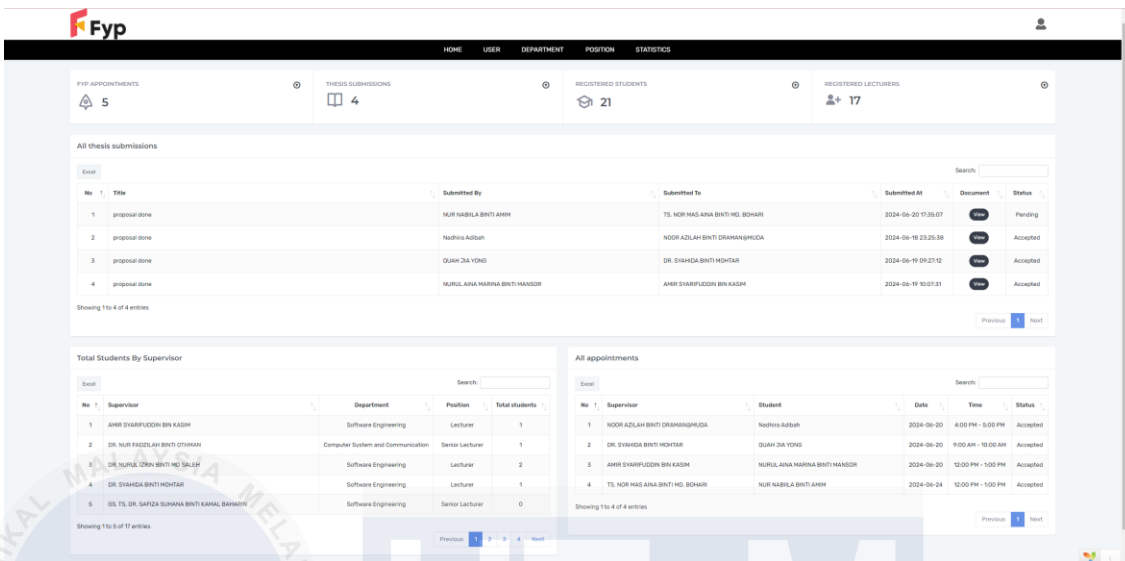 Fyp
HOME USER DEPARTMENT POSITION STATISTICS
FYP APPOINTMENTS THESIS SUBMISSIONS REGISTERED STUDENTS REGISTERED LECTURERS
5 4 21 17
All thesis submissions
Excel Search:
No Title Submitted By Submitted To Submitted At Document Status
1 proposal done NUR NABIILA BINTI AMIM TS. NOR MAS AINA BINTI MD. BOHARI 2024-06-20 17:35:07 View Pending
2 proposal done Nadhira Adibah NOOR AZILAH BINTI DRAMAN@MUDA 2024-06-18 23:25:38 View Accepted
3 proposal done QUAH JIA YONG DR. SYAHIDA BINTI MOHTAR 2024-06-19 09:27:12 View Accepted
4 proposal done NURUL AINA MARINA BINTI MANSOR AMIR SYARIFUDDIN BIN KASIM 2024-06-19 10:07:31 View Accepted
Showing 1 to 4 of 4 entries
Previous 1 Next
Total Students By Supervisor
Excel Search:
No Supervisor Department Position Total students
1 AMIR SYARIFUDDIN BIN KASIM Software Engineering Lecturer 1
2 DR. NUR FADZILAH BINTI OTHMAN Computer System and Communication Senior Lecturer 1
3 DR. NURUL IZRIN BINTI MD SALEH Software Engineering Lecturer 2
4 DR. SYAHIDA BINTI MOHTAR Software Engineering Lecturer 1
5 GS. TS. DR. SAFIZA SUHANA BINTI KAMAL BAHARIN Software Engineering Senior Lecturer 0
Showing 1 to 5 of 17 entries
Previous 1 2 3 4 Next
All appointments
Excel Search:
No Supervisor Student Date Time Status
1 NOOR AZILAH BINTI DRAMAN@MUDA Nadhira Adibah 2024-06-20 4:00 PM - 5:00 PM Accepted
2 DR. SYAHIDA BINTI MOHTAR QUAH JIA YONG 2024-06-20 9:00 AM - 10:00 AM Accepted
3 AMIR SYARIFUDDIN BIN KASIM NURUL AINA MARINA BINTI MANSOR 2024-06-20 12:00 PM - 1:00 PM Accepted
4 TS. NOR MAS AINA BINTI MD. BOHARI NUR NABIILA BINTI AMIM 2024-06-24 12:00 PM - 1:00 PM Accepted
Showing 1 to 4 of 4 entries
Previous 1 Next
MALAYSIA